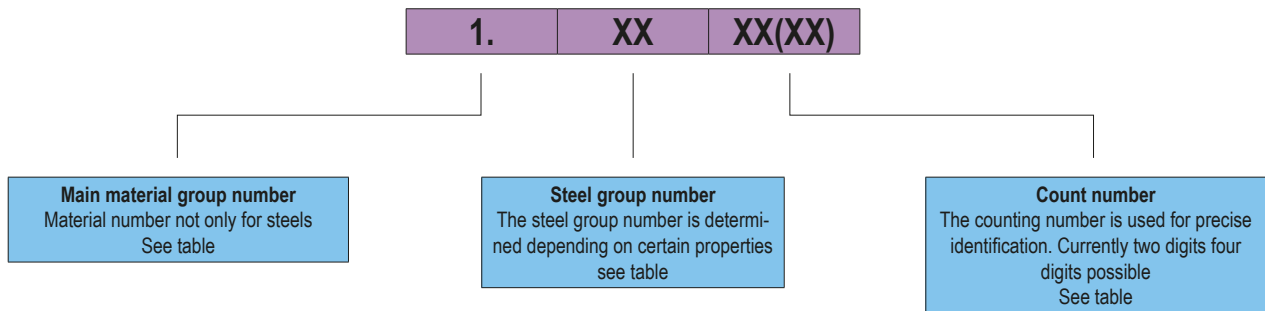 1. XX XX(XX)
Main material group number
Material number not only for steels
See table
Steel group number
The steel group number is determi-
ned depending on certain properties
see table
Count number
The counting number is used for precise
identification. Currently two digits four
digits possible
See table